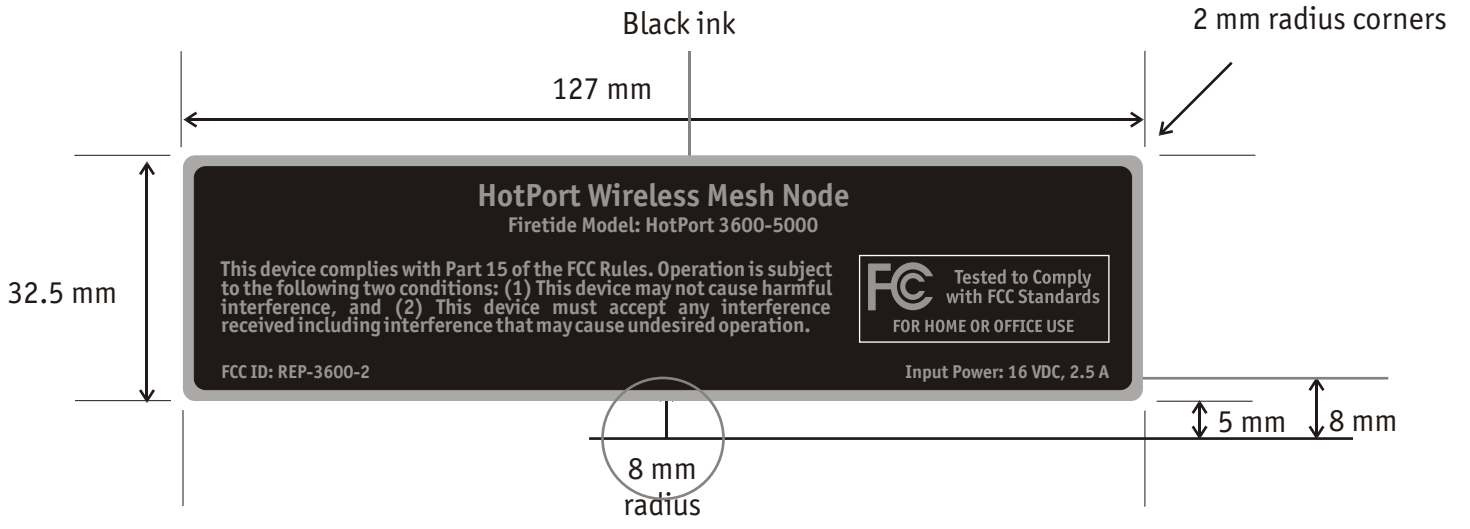 Black ink
2 mm radius corners
127 mm
32.5 mm
HotPort Wireless Mesh Node
Firetide Model: HotPort 3600-5000
This device complies with Part 15 of the FCC Rules. Operation is subject
to the following two conditions: (1) This device may not cause harmful
interference, and (2) This device must accept any interference
received including interference that may cause undesired operation.
FCC
Tested to Comply
with FCC Standards
FOR HOME OR OFFICE USE
FCC ID: REP-3600-2
Input Power: 16 VDC, 2.5 A
5 mm
8 mm
8 mm
radius